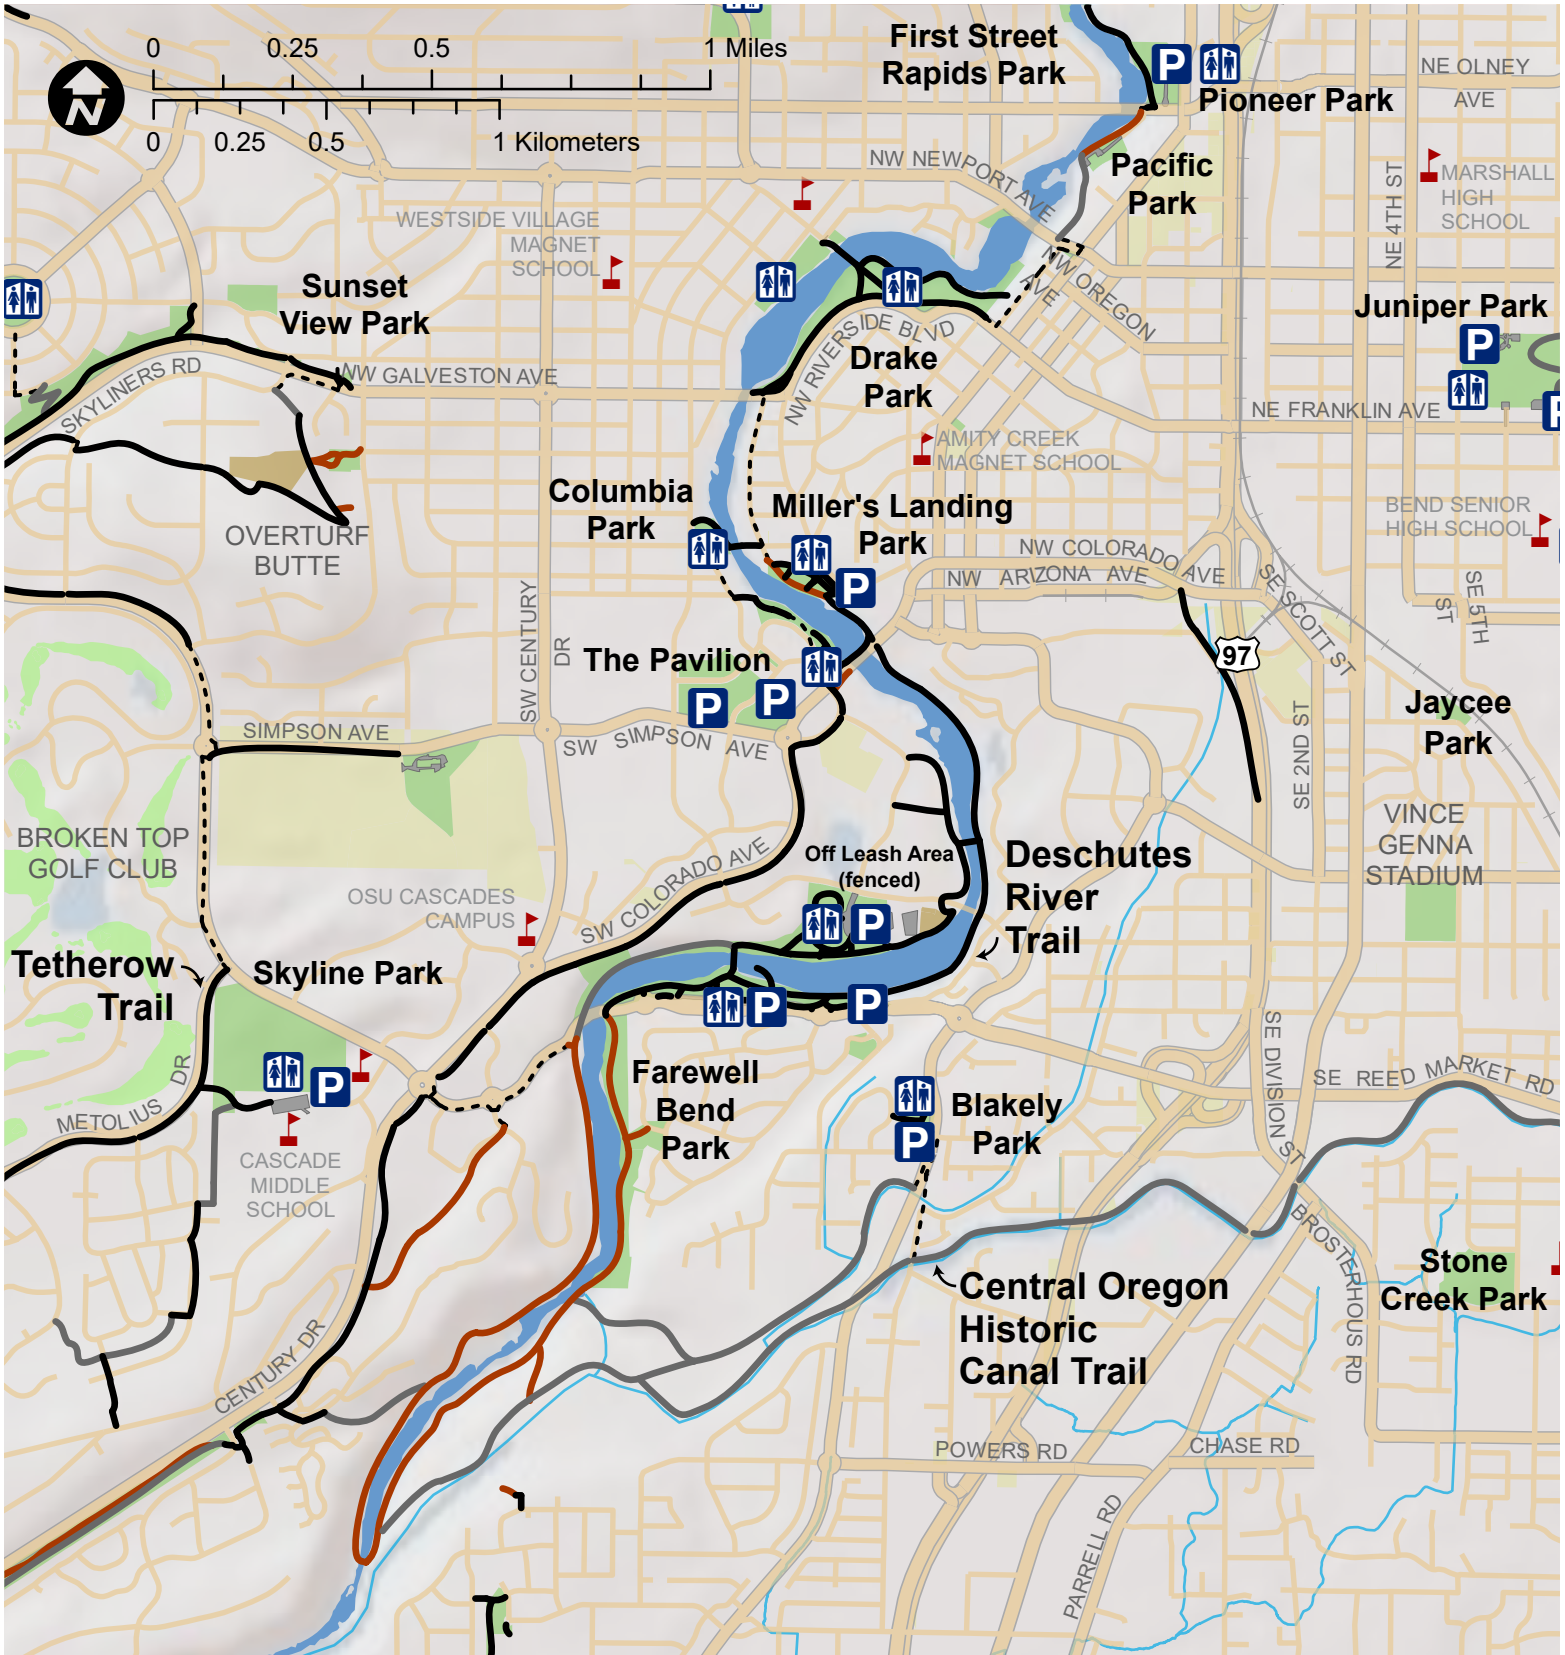 0 0.25 0.5 1 Miles
0 0.25 0.5 1 Kilometers
N
First Street
Rapids Park
P
Pioneer Park
NE OLNEY
AVE
NW NEWPORT AVE
Pacific
Park
NE 4TH ST
MARSHALL
HIGH
SCHOOL
WESTSIDE VILLAGE
MAGNET
SCHOOL
Sunset
View Park
NW OREGON
AVE
Juniper Park
P
P
SKYLINERS RD
NW GALVESTON AVE
NW RIVERSIDE BLVD
Drake
Park
NE FRANKLIN AVE
AMITY CREEK
MAGNET SCHOOL
Columbia
Park
Miller's Landing
Park
P
BEND SENIOR
HIGH SCHOOL
OVERTURF
BUTTE
NW COLORADO AVE
NW ARIZONA AVE
SE SCOTT ST
SE 5TH
ST
SW CENTURY
DR
The Pavilion
P
P
97
SIMPSON AVE
SW SIMPSON AVE
SE 2ND ST
Jaycee
Park
BROKEN TOP
GOLF CLUB
VINCE
GENNA
STADIUM
Off Leash Area
(fenced)
P
Deschutes
River
Trail
OSU CASCADES
CAMPUS
SW COLORADO AVE
Tetherow
Trail
Skyline Park
P
P
P
METOLIUS DR
Farewell
Bend
Park
Blakely
Park
P
SE DIVISION ST
SE REED MARKET RD
CASCADE
MIDDLE
SCHOOL
BROSTERHOUS RD
Stone
Creek Park
Central Oregon
Historic
Canal Trail
CENTURY DR
POWERS RD
CHASE RD
PARRELL RD